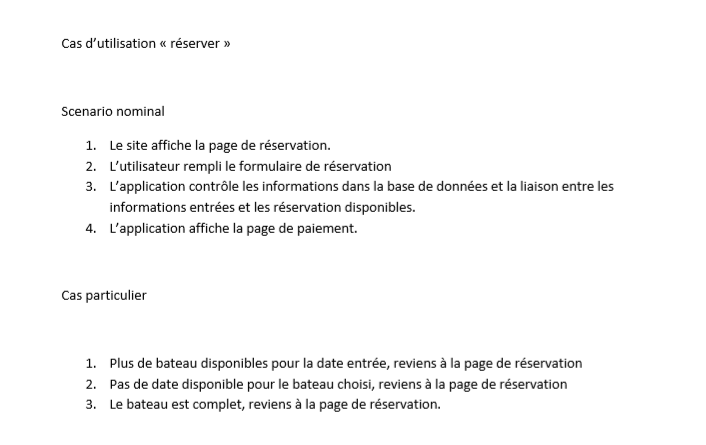 Cas d’utilisation « réserver »
Scenario nominal
1. Le site affiche la page de réservation.
2. L’utilisateur rempli le formulaire de réservation
3. L’application contrôle les informations dans la base de données et la liaison entre les
informations entrées et les réservation disponibles.
4. L’application affiche la page de paiement.
Cas particulier
1. Plus de bateau disponibles pour la date entrée, reviens à la page de réservation
2. Pas de date disponible pour le bateau choisi, reviens à la page de réservation
3. Le bateau est complet, reviens à la page de réservation.